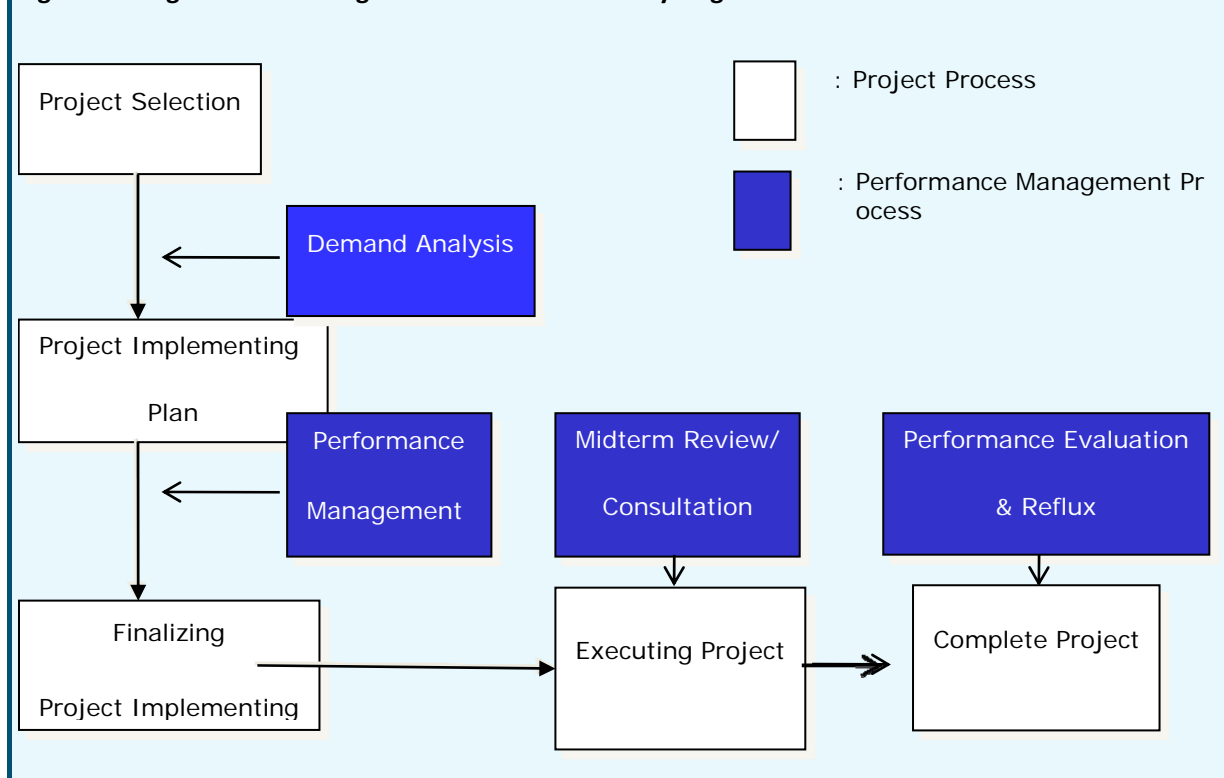 Project Selection
: Project Process
: Performance Management Pr
ocess
Demand Analysis
Project Implementing
Plan
Performance
Management
Midterm Review/
Consultation
Performance Evaluation
& Reflux
Finalizing
Project Implementing
Executing Project
Complete Project